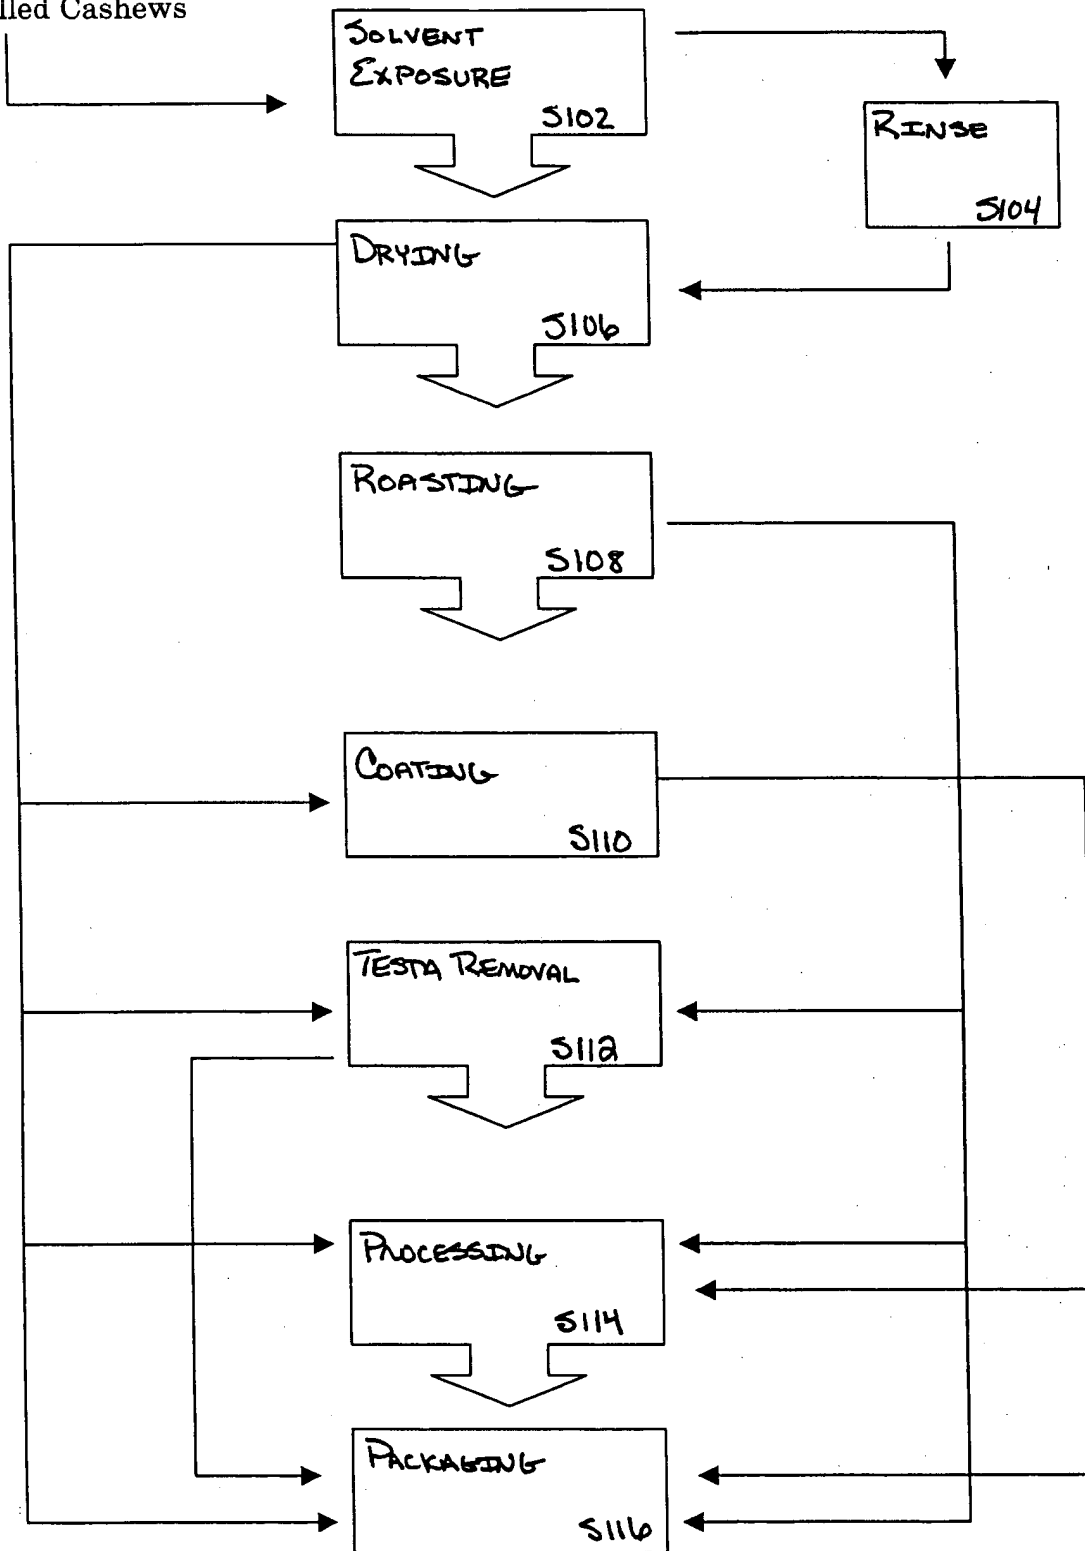 lled Cashews
SOLVENT
EXPOSURE
S102
RINSE
S104
DRYING
S106
ROASTING
S108
COATING
S110
TESTA REMOVAL
S112
PROCESSING
S114
PACKAGING
S116